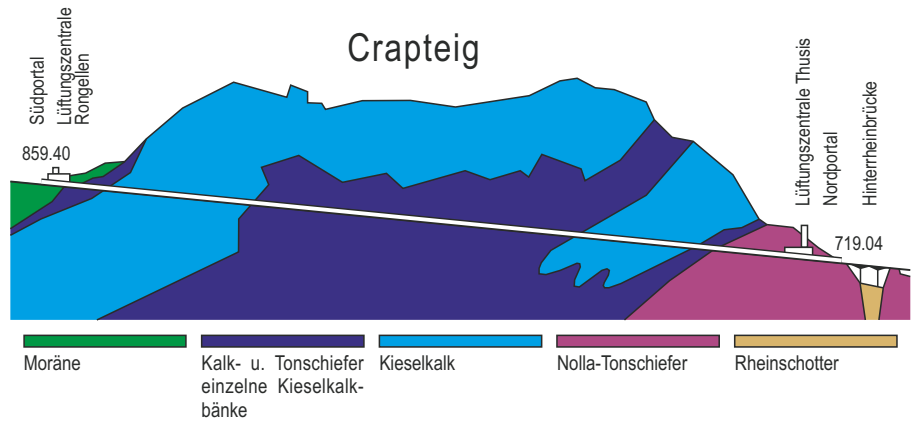 Crapteig
Südportal
Lüftungszentrale
Rongellen
859.40
Lüftungszentrale Thusis
Nordportal
Hinterrheinbrücke
719.04
Moräne
Kalk- u. Tonschiefer
einzelne Kieselkalk-
bänke
Kieselkalk
Nolla-Tonschiefer
Rheinschotter